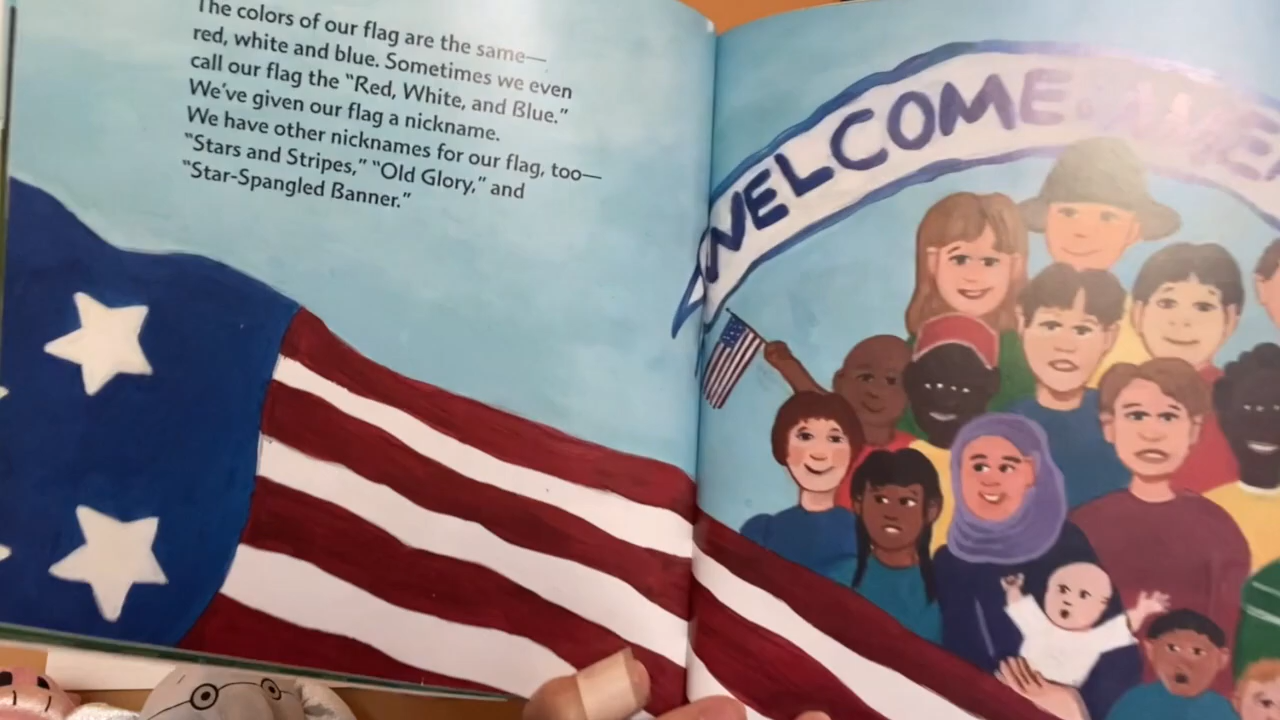 The colors of our flag are the same—
red, white and blue. Sometimes we even
call our flag the “Red, White, and Blue.”
We’ve given our flag a nickname.
We have other nicknames for our flag, too—
“Stars and Stripes,” “Old Glory,” and
“Star-Spangled Banner.”
WELCOME